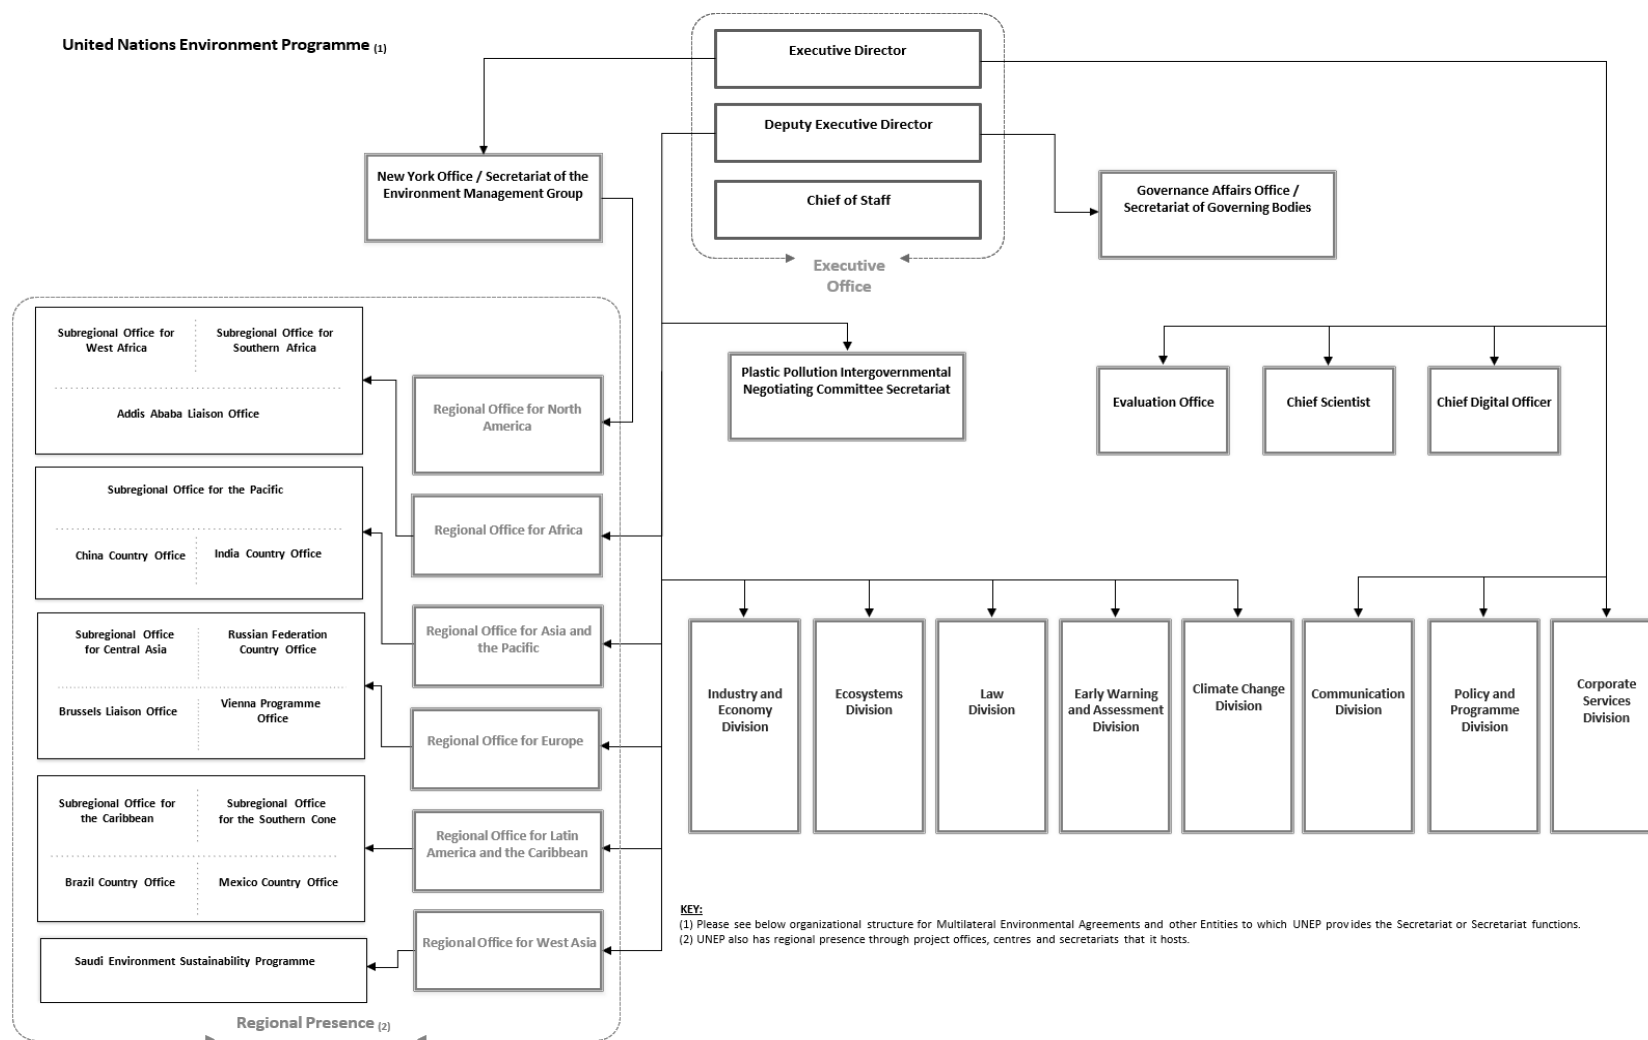 United Nations Environment Programme (1)
Executive Director
Deputy Executive Director
Chief of Staff
Executive
Office
New York Office / Secretariat of the
Environment Management Group
Governance Affairs Office /
Secretariat of Governing Bodies
Plastic Pollution Intergovernmental
Negotiating Committee Secretariat
Evaluation Office
Chief Scientist
Chief Digital Officer
Subregional Office for
West Africa
Subregional Office for
Southern Africa
Addis Ababa Liaison Office
Regional Office for North
America
Subregional Office for the Pacific
China Country Office
India Country Office
Regional Office for Africa
Regional Office for Asia and
the Pacific
Subregional Office
for Central Asia
Russian Federation
Country Office
Brussels Liaison Office
Vienna Programme
Office
Regional Office for Europe
Subregional Office for
the Caribbean
Subregional Office
for the Southern Cone
Brazil Country Office
Mexico Country Office
Regional Office for Latin
America and the Caribbean
Saudi Environment Sustainability Programme
Regional Office for West Asia
Regional Presence (2)
Industry and
Economy
Division
Ecosystems
Division
Law
Division
Early Warning
and Assessment
Division
Climate Change
Division
Communication
Division
Policy and
Programme
Division
Corporate
Services
Division
KEY:
(1) Please see below organizational structure for Multilateral Environmental Agreements and other Entities to which UNEP provides the Secretariat or Secretariat functions.
(2) UNEP also has regional presence through project offices, centres and secretariats that it hosts.